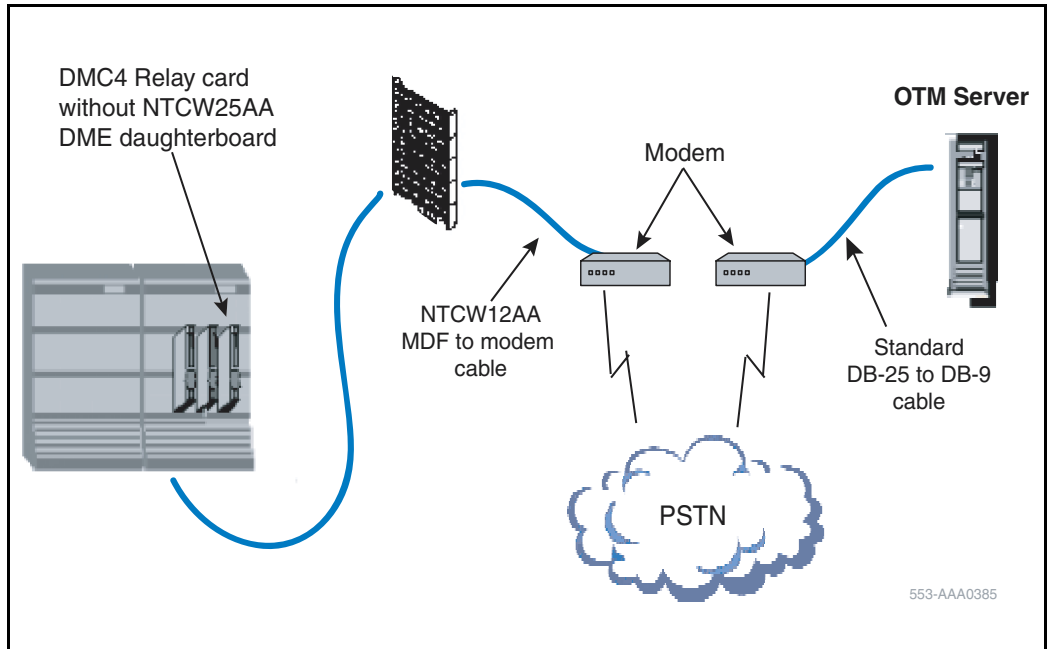 DMC4 Relay card
without NTCW25AA
DME daughterboard
OTM Server
Modem
NTCW12AA
MDF to modem
cable
Standard
DB-25 to DB-9
cable
PSTN
553-AAA0385